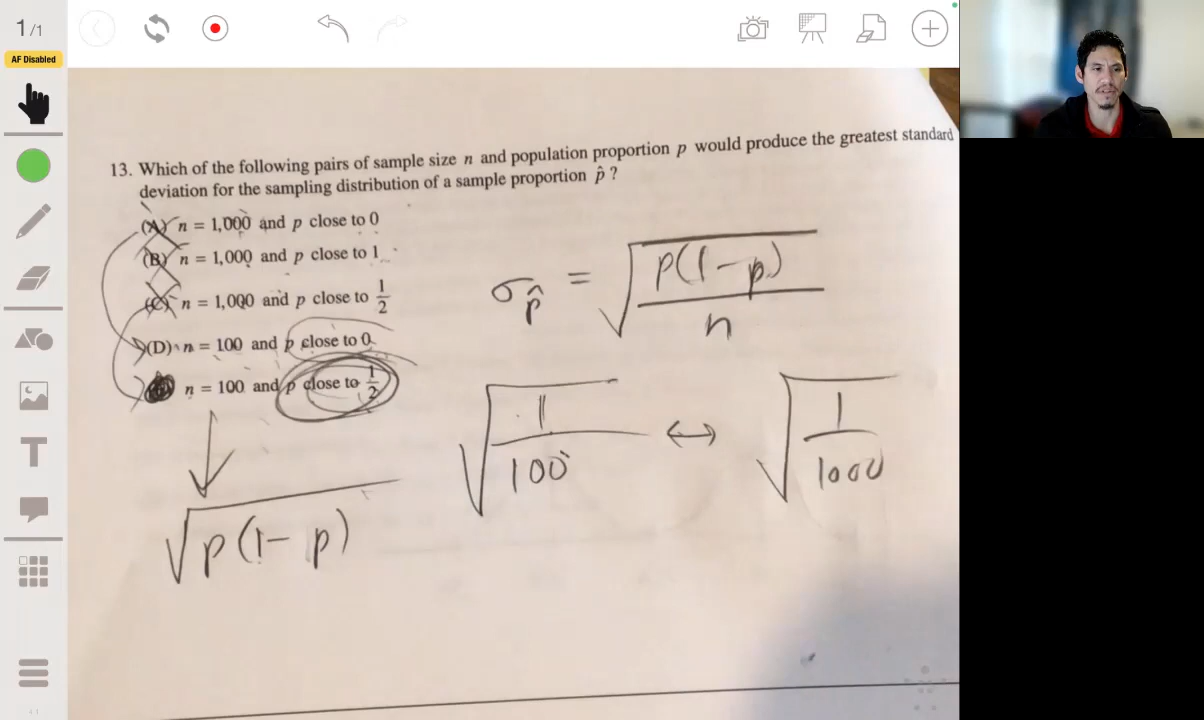 1/1
AF Disabled
13. Which of the following pairs of sample size n and population proportion p would produce the greatest standard
deviation for the sampling distribution of a sample proportion p̂ ?
(A) n = 1,000 and p close to 0
(B) n = 1,000 and p close to 1
(C) n = 1,000 and p close to 1/2
(D) n = 100 and p close to 0
n = 100 and p close to 1/2
σp̂ = √(p(1-p)/n)
√(1/100) ↔ √(1/1000)
√p(1-p)
T